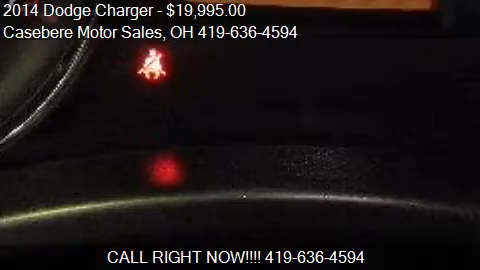 2014 Dodge Charger - $19,995.00
Casebere Motor Sales, OH 419-636-4594
CALL RIGHT NOW!!!! 419-636-4594